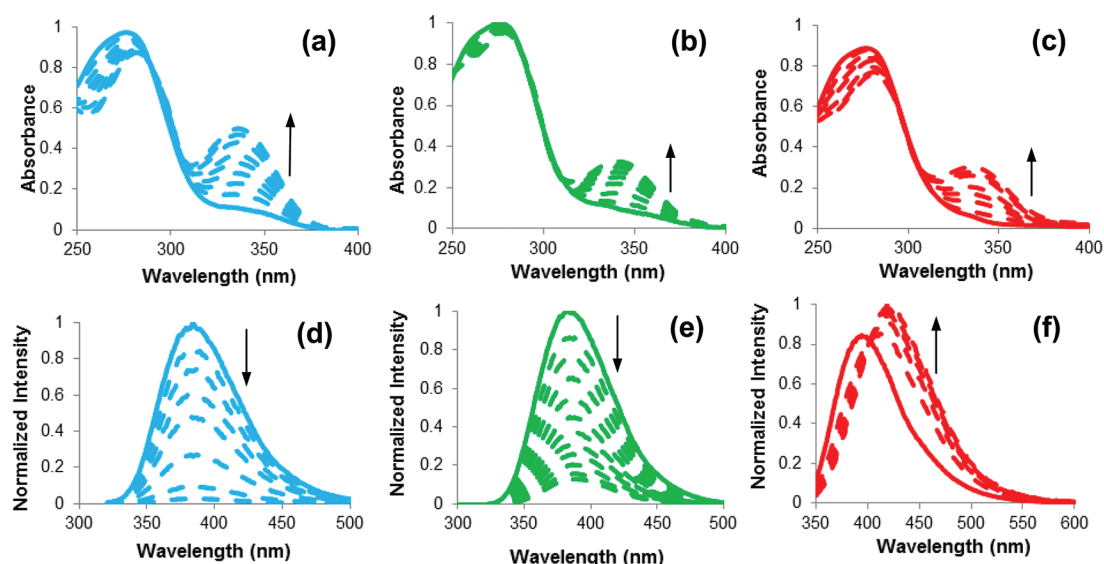 (a)
Absorbance
1
0.8
0.6
0.4
0.2
0
250 300 350 400
Wavelength (nm)
(b)
Absorbance
1
0.8
0.6
0.4
0.2
0
250 300 350 400
Wavelength (nm)
(c)
Absorbance
1
0.8
0.6
0.4
0.2
0
250 300 350 400
Wavelength (nm)
(d)
Normalized Intensity
1
0.8
0.6
0.4
0.2
0
300 350 400 450 500
Wavelength (nm)
(e)
Normalized Intensity
1
0.8
0.6
0.4
0.2
0
300 350 400 450 500
Wavelength (nm)
(f)
Normalized Intensity
1
0.8
0.6
0.4
0.2
0
350 400 450 500 550 600
Wavelength (nm)